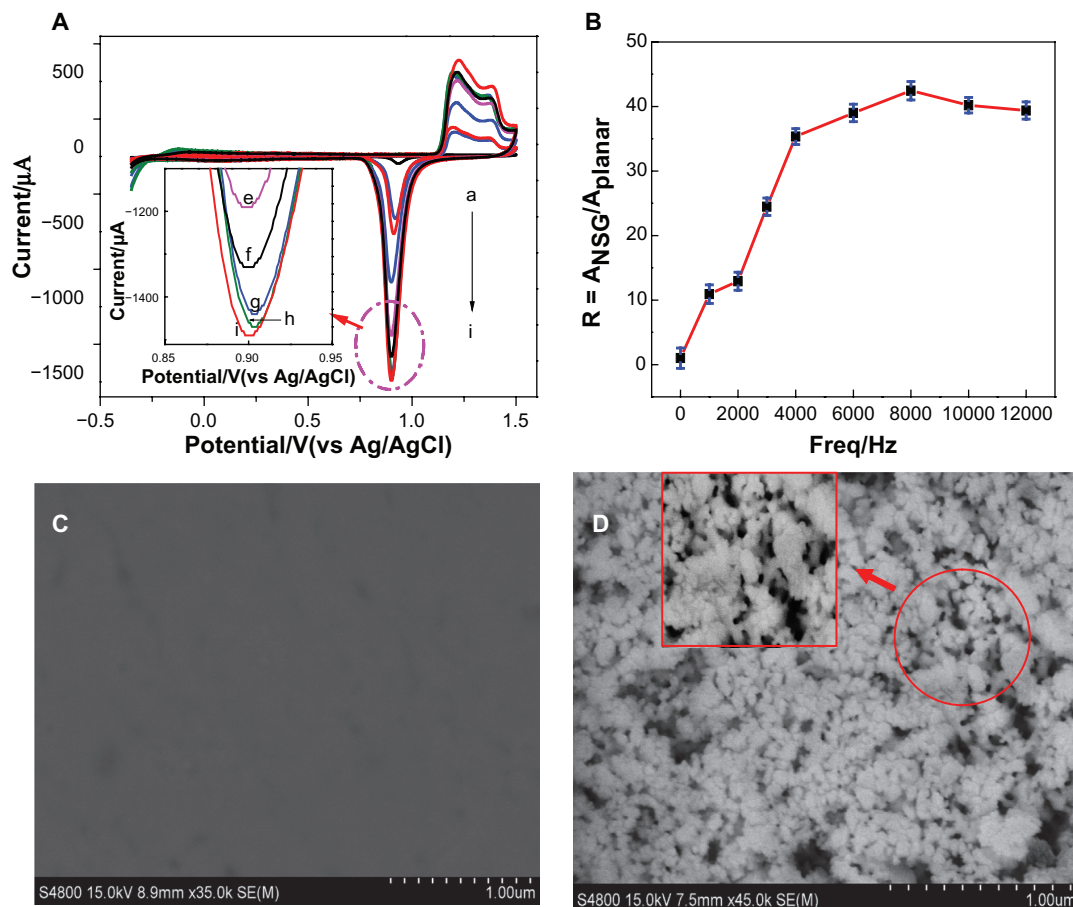 A
500
0
−500
−1000
−1500
Current/μA
−0.5
0.0
0.5
1.0
1.5
Potential/V(vs Ag/AgCl)
a
i
−1200
−1400
Current/μA
e
f
g
h
i
0.85
0.90
0.95
Potential/V(vs Ag/AgCl)
B
50
40
30
20
10
0
R = A_NSG/A_planar
0
2000
4000
6000
8000
10000
12000
Freq/Hz
C
S4800 15.0kV 8.9mm x35.0k SE(M)
1.00um
D
S4800 15.0kV 7.5mm x45.0k SE(M)
1.00um